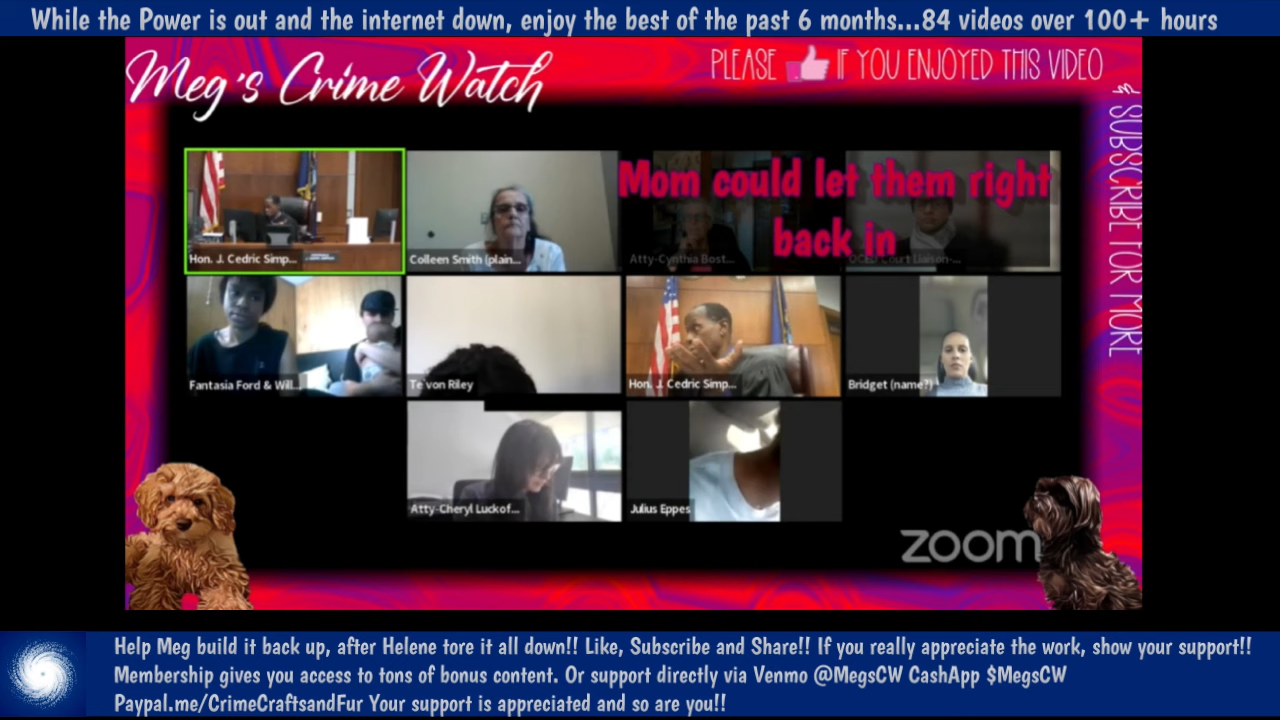 While the Power is out and the internet down, enjoy the best of the past 6 months...84 videos over 100+ hours
Meg's Crime Watch
PLEASE IF YOU ENJOYED THIS VIDEO
& SUBSCRIBE FOR MORE
Mom could let them right
back in
Hon. J. Cedric Simp...
Colleen Smith (plain...
Atty-Cynthia Bost...
OCED Court Liaison-...
Fantasia Ford & Will...
Te'von Riley
Hon. J. Cedric Simp...
Bridget (name?)
Atty-Cheryl Luckof...
Julius Eppes
zoom
Help Meg build it back up, after Helene tore it all down!! Like, Subscribe and Share!! If you really appreciate the work, show your support!!
Membership gives you access to tons of bonus content. Or support directly via Venmo @MegsCW CashApp $MegsCW
Paypal.me/CrimeCraftsandFur Your support is appreciated and so are you!!